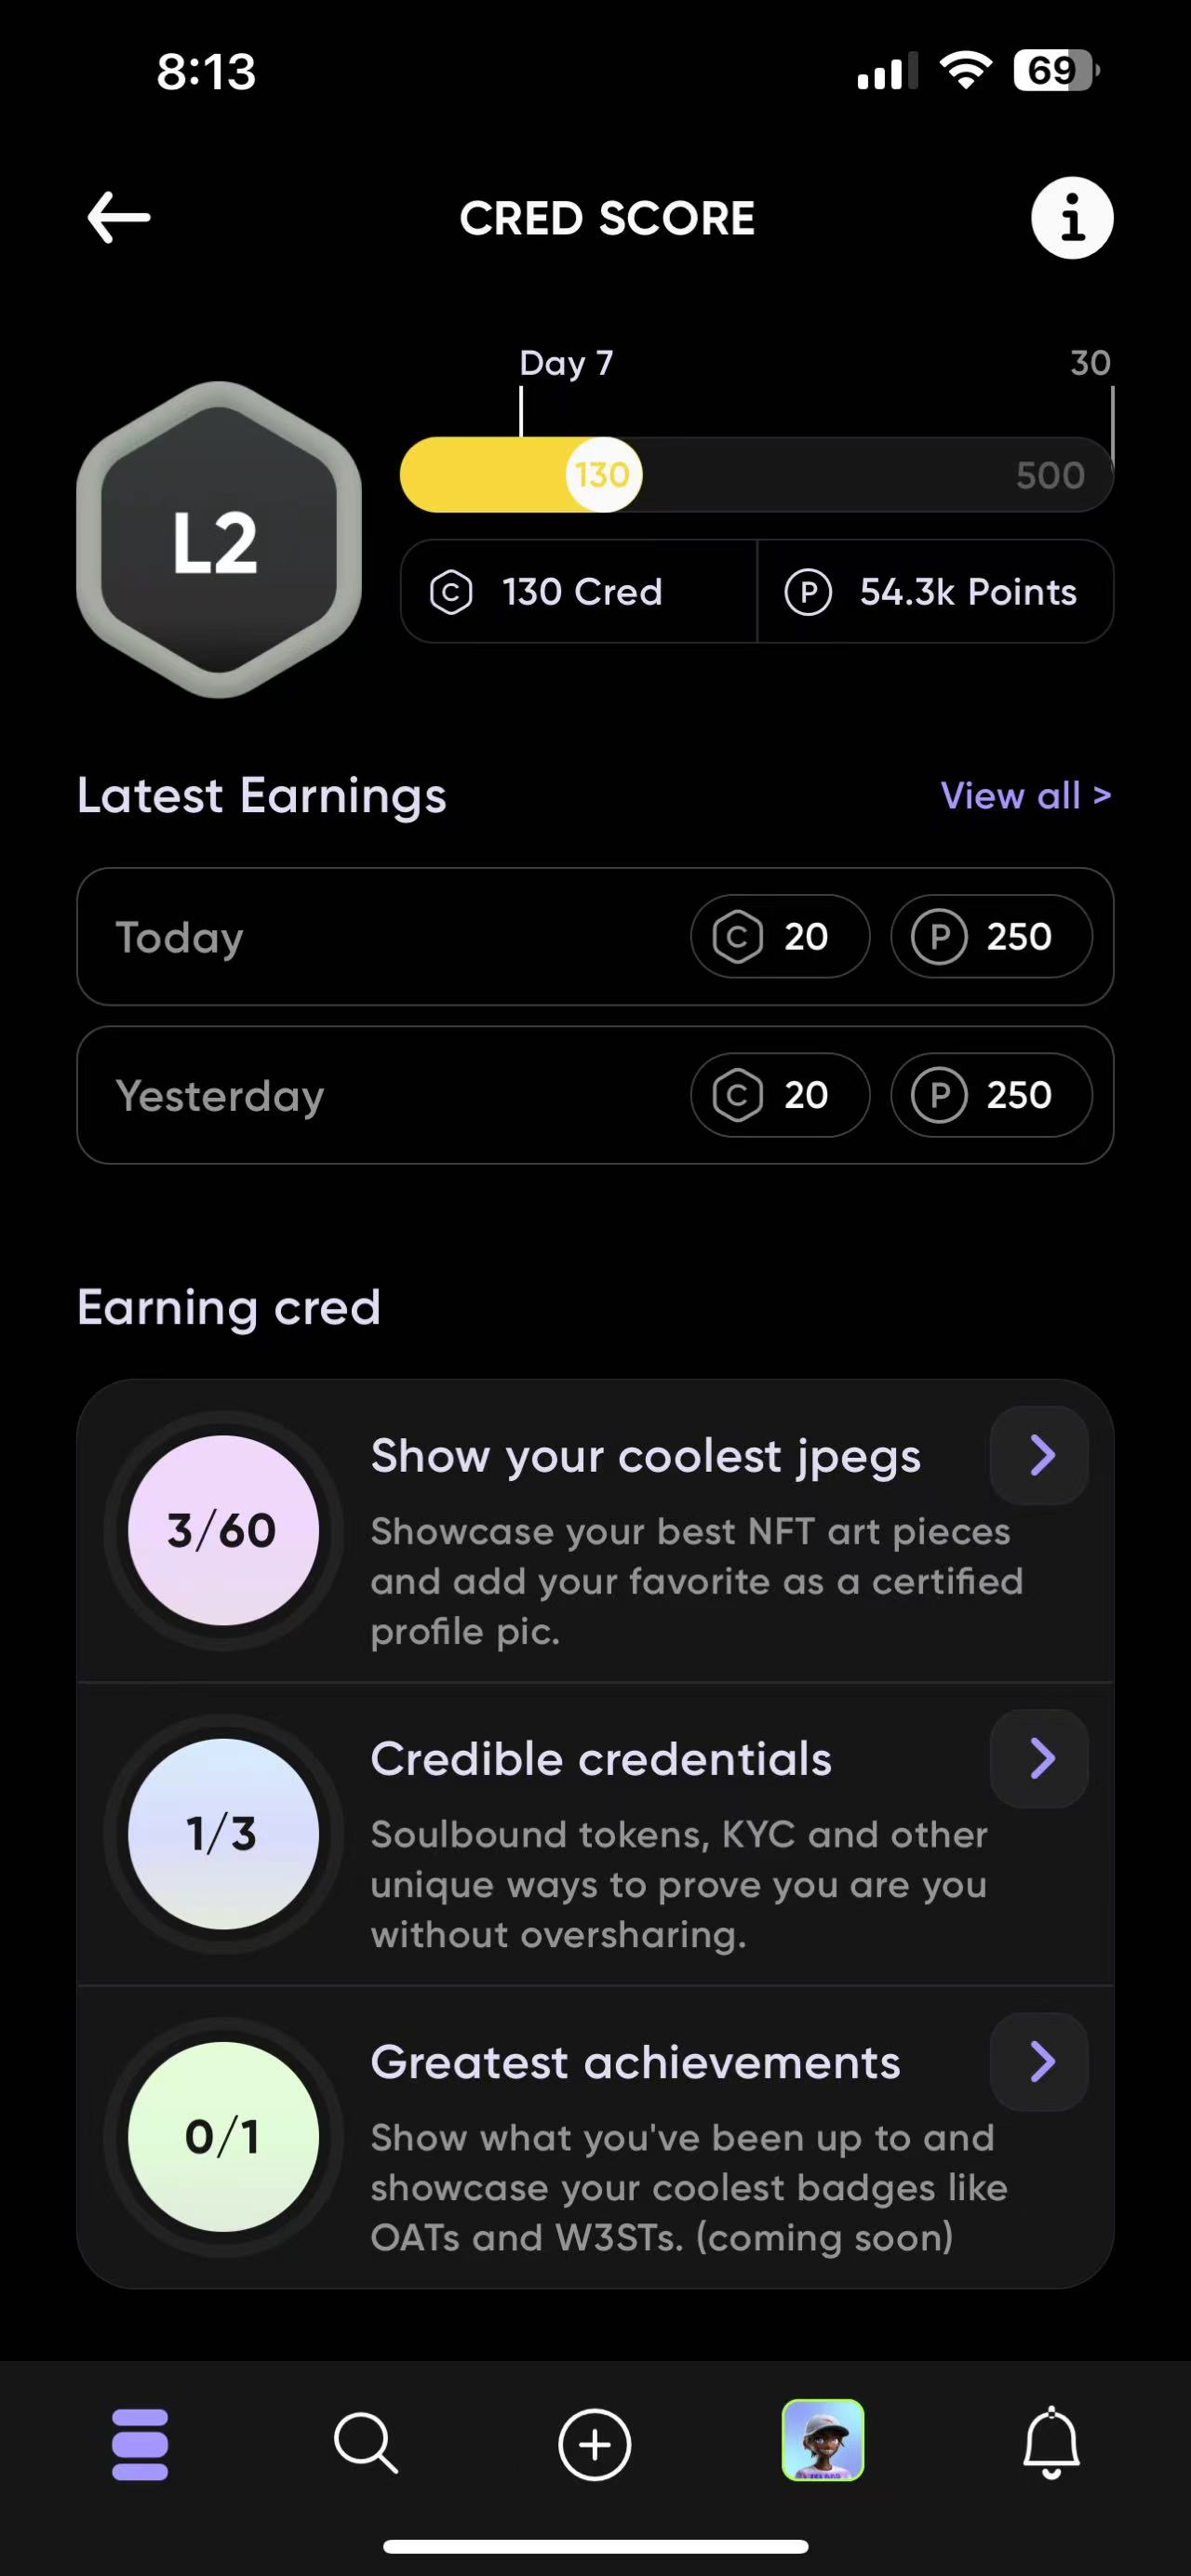 8:13
69
CRED SCORE
Day 7
30
L2
130
500
C 130 Cred
P 54.3k Points
Latest Earnings
View all >
Today
C 20
P 250
Yesterday
C 20
P 250
Earning cred
3/60
Show your coolest jpegs
Showcase your best NFT art pieces
and add your favorite as a certified
profile pic.
1/3
Credible credentials
Soulbound tokens, KYC and other
unique ways to prove you are you
without oversharing.
0/1
Greatest achievements
Show what you've been up to and
showcase your coolest badges like
OATs and W3STs. (coming soon)